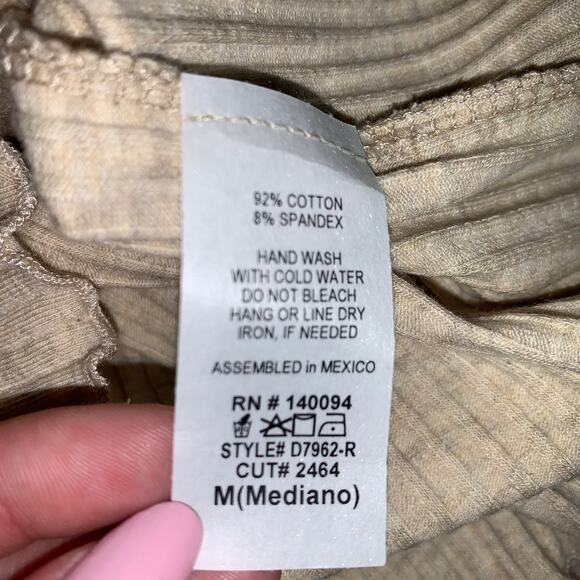 92% COTTON
8% SPANDEX
HAND WASH
WITH COLD WATER
DO NOT BLEACH
HANG OR LINE DRY
IRON, IF NEEDED
ASSEMBLED in MEXICO
RN # 140094
STYLE# D7962-R
CUT# 2464
M(Mediano)